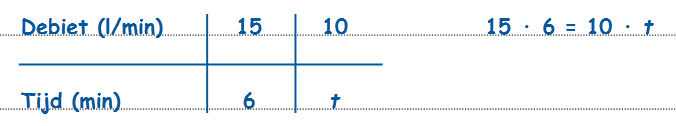 Debiet (l/min) 15 10 15 · 6 = 10 · t
Tijd (min) 6 t